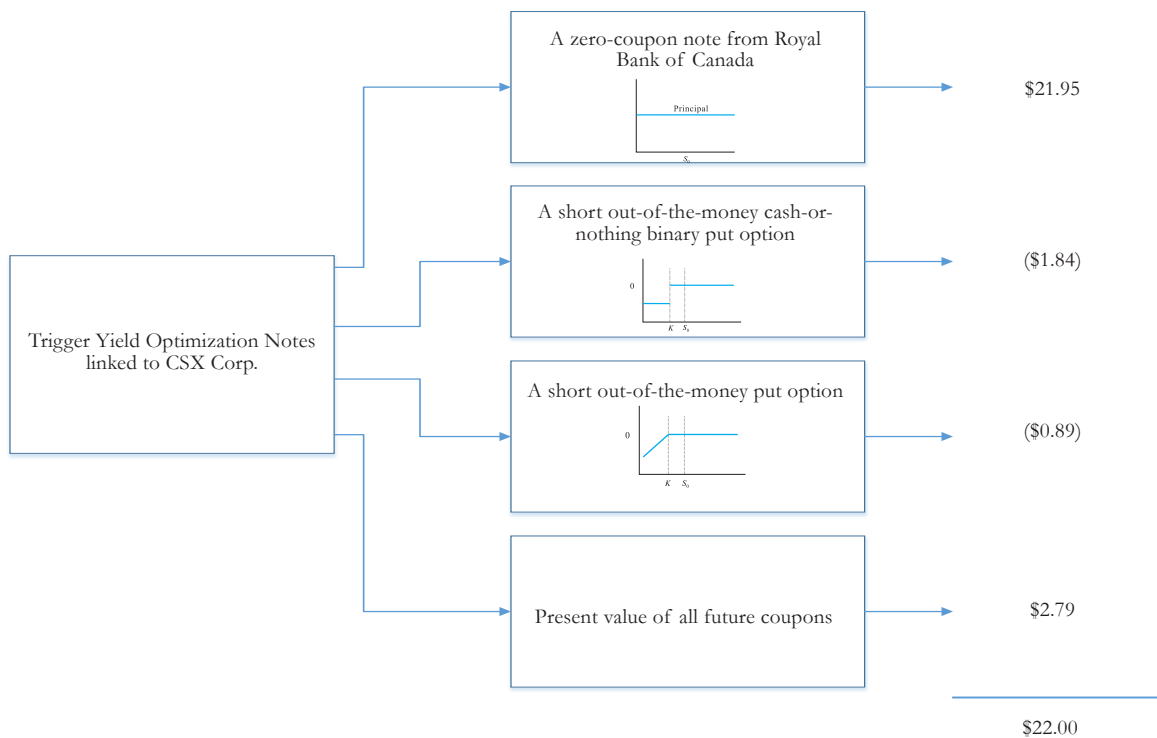 Trigger Yield Optimization Notes
linked to CSX Corp.
A zero-coupon note from Royal
Bank of Canada
Principal
S₀
$21.95
A short out-of-the-money cash-or-
nothing binary put option
0
K S₀
($1.84)
A short out-of-the-money put option
0
K S₀
($0.89)
Present value of all future coupons
$2.79
$22.00